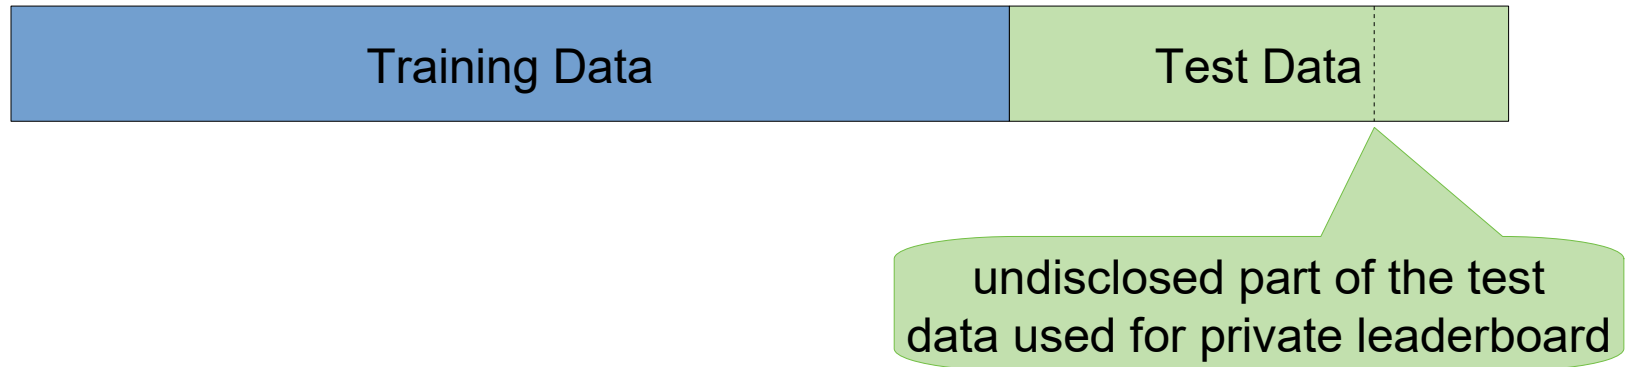 Training Data
Test Data
undisclosed part of the test
data used for private leaderboard